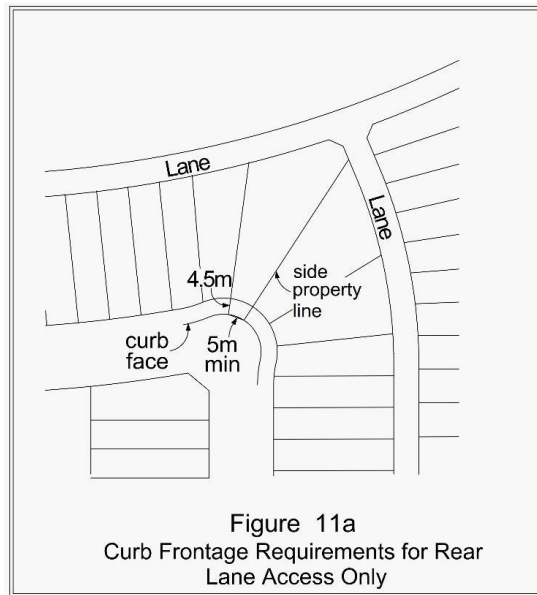 Lane
Lane
4.5m
side
property
line
curb
face
5m
min
Figure 11a
Curb Frontage Requirements for Rear
Lane Access Only